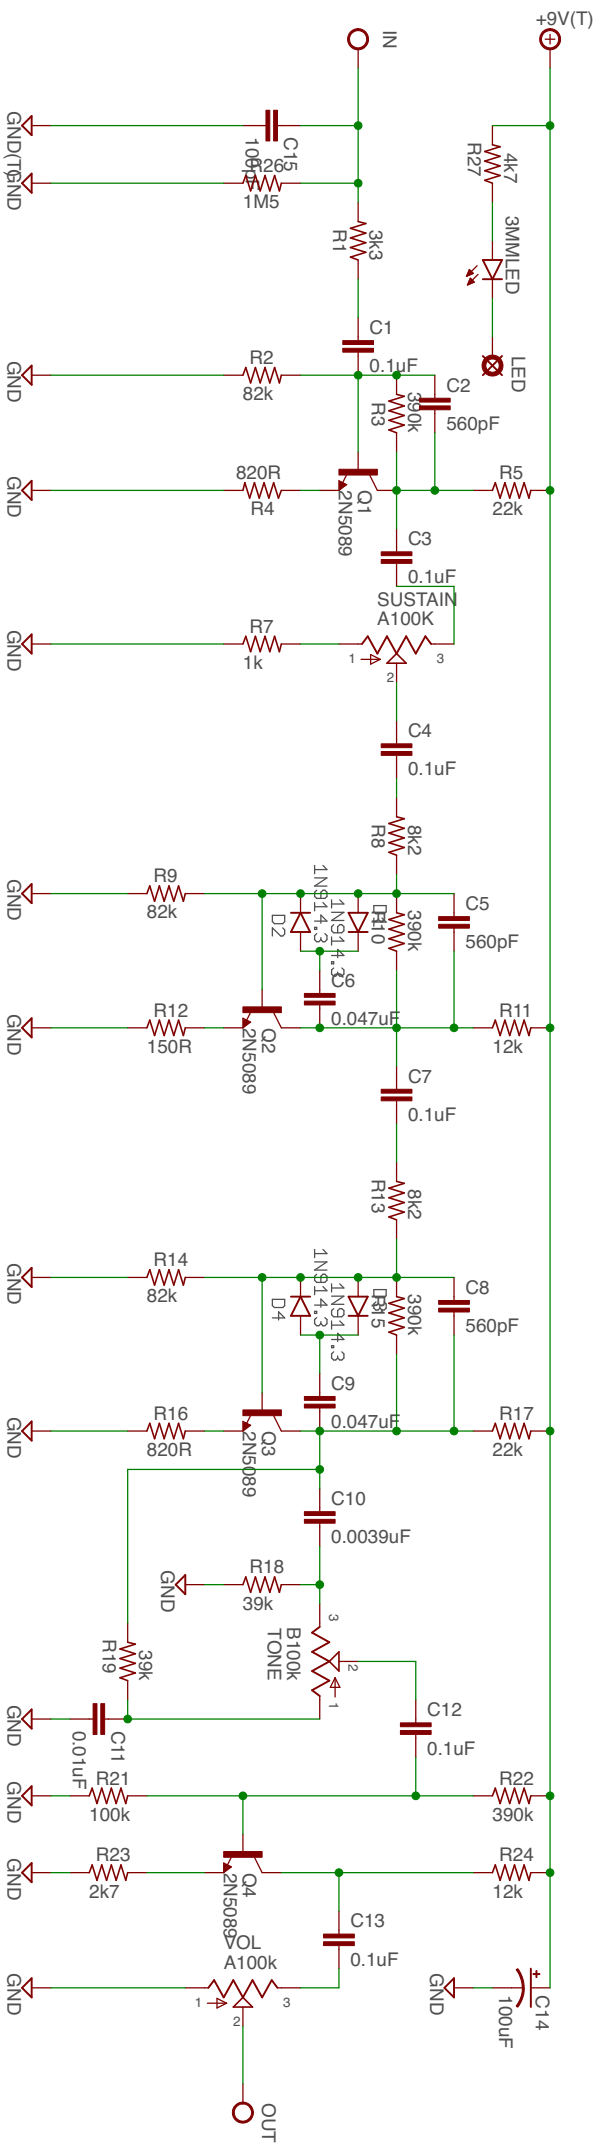 +9V(T)
IN
GND(T)
C15
100pF
GND
R26
1M5
R27
4k7
3MMLED
LED
R1
3k3
C1
0.1uF
GND
R2
82k
R3
390k
C2
560pF
GND
820R
R4
Q1
2N5089
R5
22k
C3
0.1uF
SUSTAIN
A100K
GND
R7
1k
1
2
3
C4
0.1uF
R8
8k2
GND
R9
82k
D2
1N914.3
1N914.3
R10
390k
C5
560pF
C6
0.047uF
GND
R12
150R
Q2
2N5089
R11
12k
C7
0.1uF
R13
8k2
GND
R14
82k
D4
1N914.3
1N914.3
D3
R15
390k
C8
560pF
C9
0.047uF
GND
R16
820R
Q3
2N5089
R17
22k
C10
0.0039uF
GND
R18
39k
3
B100k
TONE
2
1
R19
39k
GND
C11
0.01uF
C12
0.1uF
GND
R21
100k
R22
390k
GND
R23
2k7
Q4
2N5089
R24
12k
C13
0.1uF
VOL
A100k
GND
1
2
3
GND
+
C14
100uF
OUT